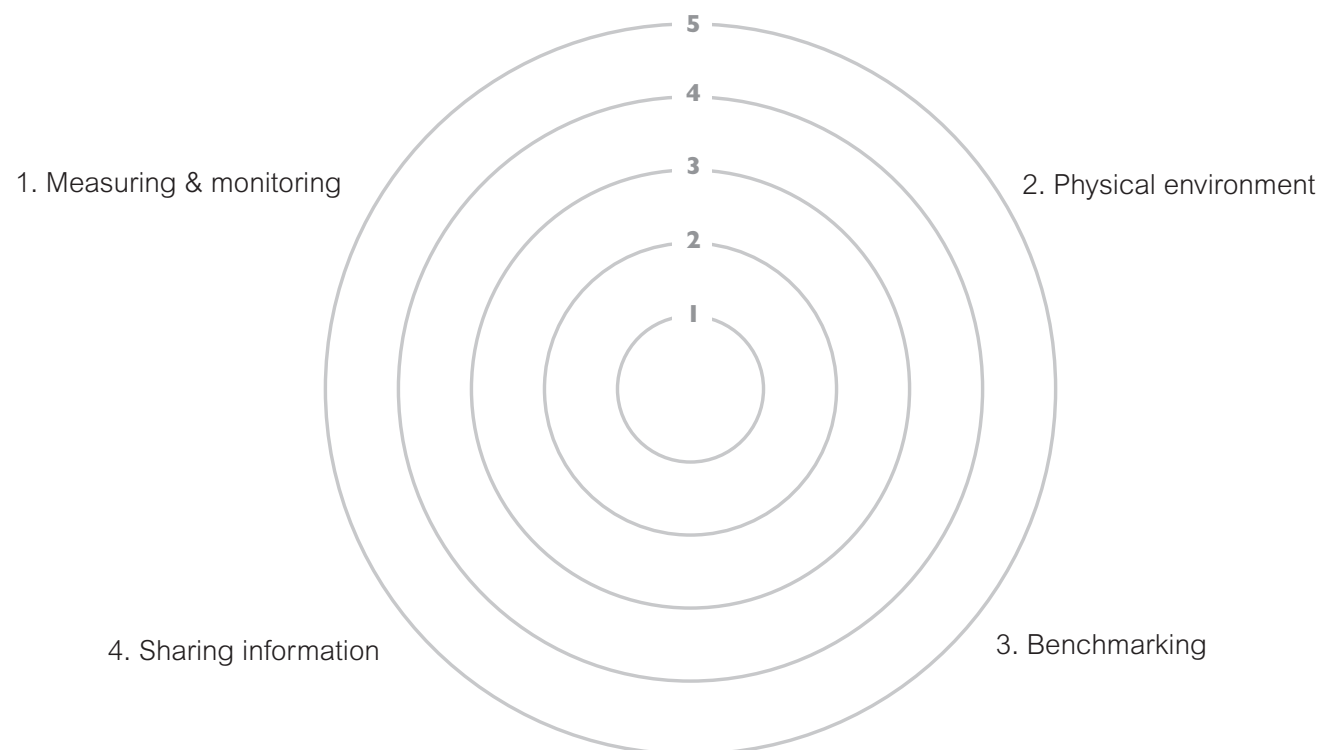 5
4
1. Measuring & monitoring
3
2. Physical environment
2
1
4. Sharing information
3. Benchmarking